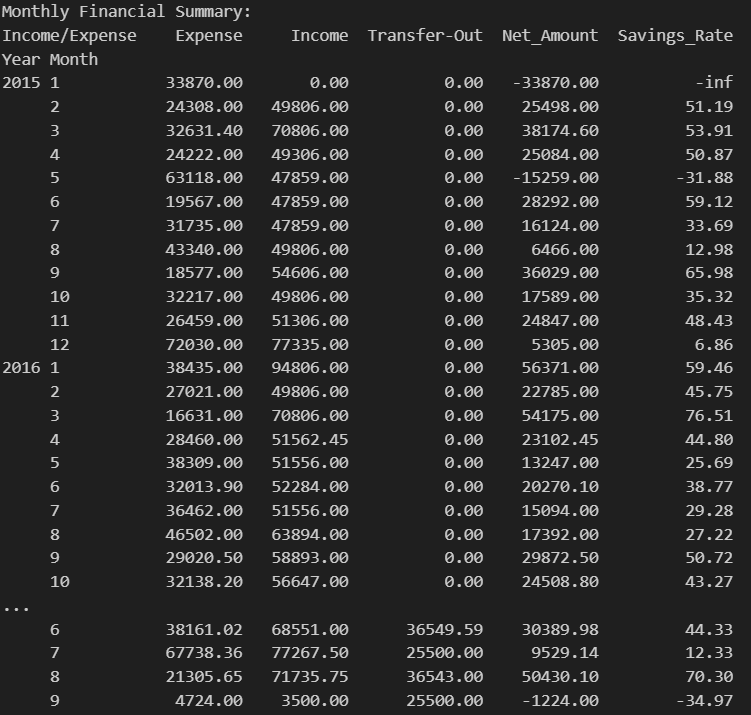 Monthly Financial Summary:
Income/Expense Expense Income Transfer-Out Net_Amount Savings_Rate
Year Month
2015 1 33870.00 0.00 0.00 -33870.00 -inf
2 24308.00 49806.00 0.00 25498.00 51.19
3 32631.40 70806.00 0.00 38174.60 53.91
4 24222.00 49306.00 0.00 25084.00 50.87
5 63118.00 47859.00 0.00 -15259.00 -31.88
6 19567.00 47859.00 0.00 28292.00 59.12
7 31735.00 47859.00 0.00 16124.00 33.69
8 43340.00 49806.00 0.00 6466.00 12.98
9 18577.00 54606.00 0.00 36029.00 65.98
10 32217.00 49806.00 0.00 17589.00 35.32
11 26459.00 51306.00 0.00 24847.00 48.43
12 72030.00 77335.00 0.00 5305.00 6.86
2016 1 38435.00 94806.00 0.00 56371.00 59.46
2 27021.00 49806.00 0.00 22785.00 45.75
3 16631.00 70806.00 0.00 54175.00 76.51
4 28460.00 51562.45 0.00 23102.45 44.80
5 38309.00 51556.00 0.00 13247.00 25.69
6 32013.90 52284.00 0.00 20270.10 38.77
7 36462.00 51556.00 0.00 15094.00 29.28
8 46502.00 63894.00 0.00 17392.00 27.22
9 29020.50 58893.00 0.00 29872.50 50.72
10 32138.20 56647.00 0.00 24508.80 43.27
...
6 38161.02 68551.00 36549.59 30389.98 44.33
7 67738.36 77267.50 25500.00 9529.14 12.33
8 21305.65 71735.75 36543.00 50430.10 70.30
9 4724.00 3500.00 25500.00 -1224.00 -34.97